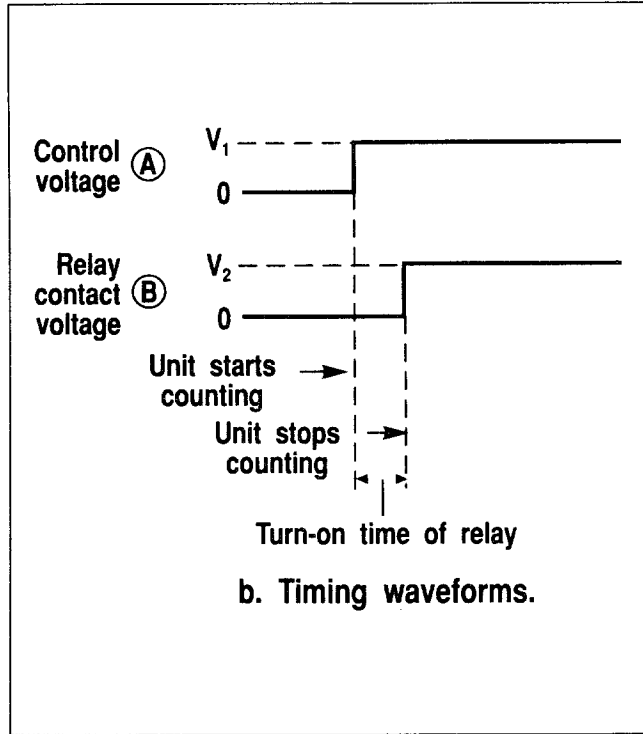 V1
Control
voltage
A
0
V2
Relay
contact
voltage
B
0
Unit starts
counting
Unit stops
counting
Turn-on time of relay
b. Timing waveforms.